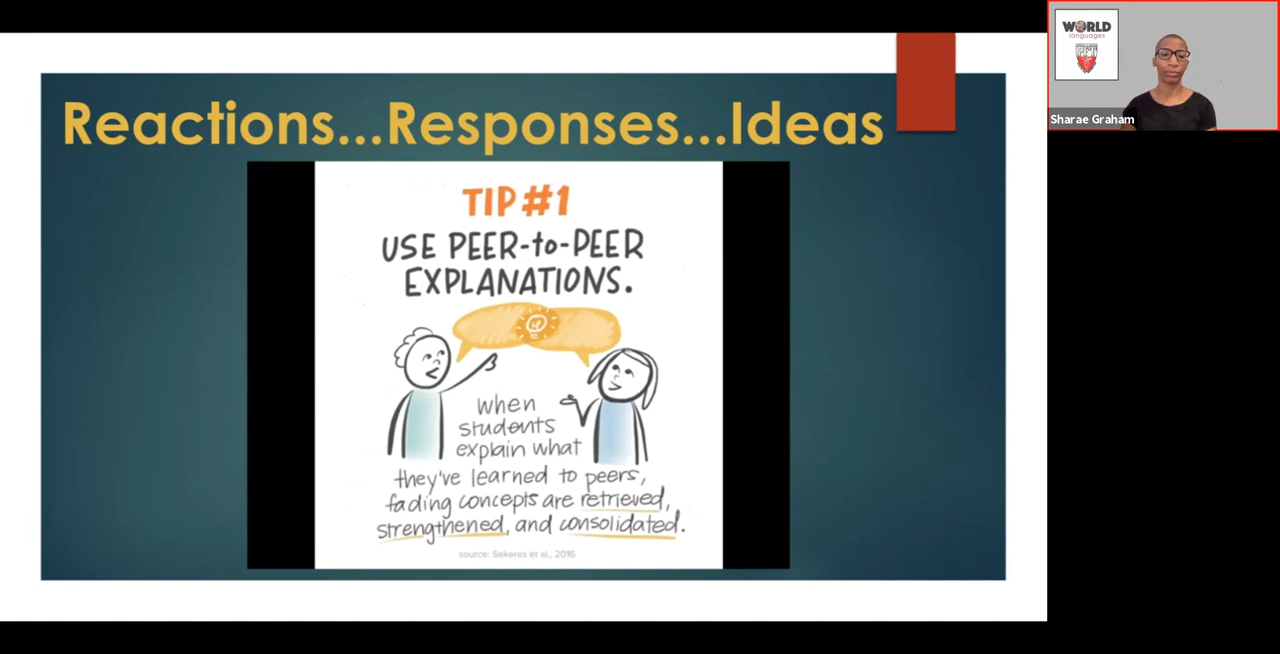 Reactions...Responses...Ideas
TIP #1
USE PEER-to-PEER
EXPLANATIONS.
when
students
explain what
they've learned to peers,
fading concepts are retrieved,
strengthened, and consolidated.
source: Sekeres et al., 2016
WORLD
languages
Sharae Graham